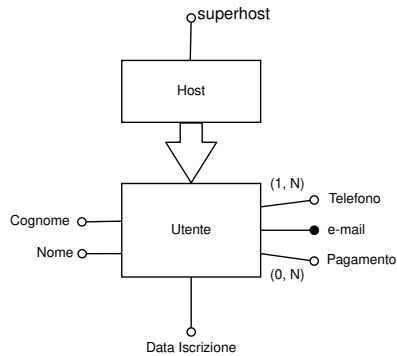 superhost
Host
(1, N)
Telefono
Cognome
Utente
e-mail
Nome
Pagamento
(0, N)
Data Iscrizione